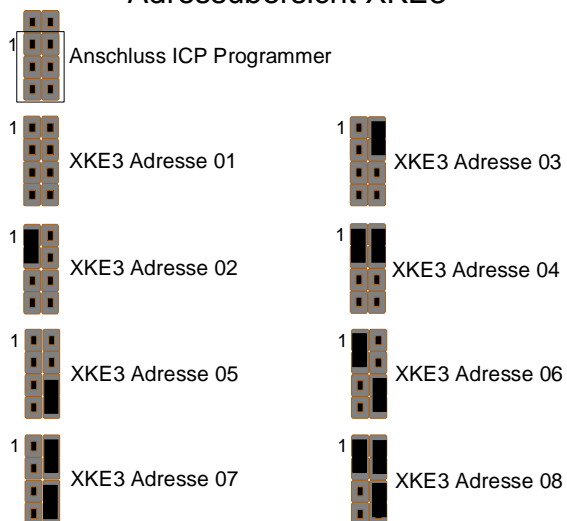 Adressübersicht XKE3
1 Anschluss ICP Programmer
1 XKE3 Adresse 01
1 XKE3 Adresse 03
1 XKE3 Adresse 02
1 XKE3 Adresse 04
1 XKE3 Adresse 05
1 XKE3 Adresse 06
1 XKE3 Adresse 07
1 XKE3 Adresse 08